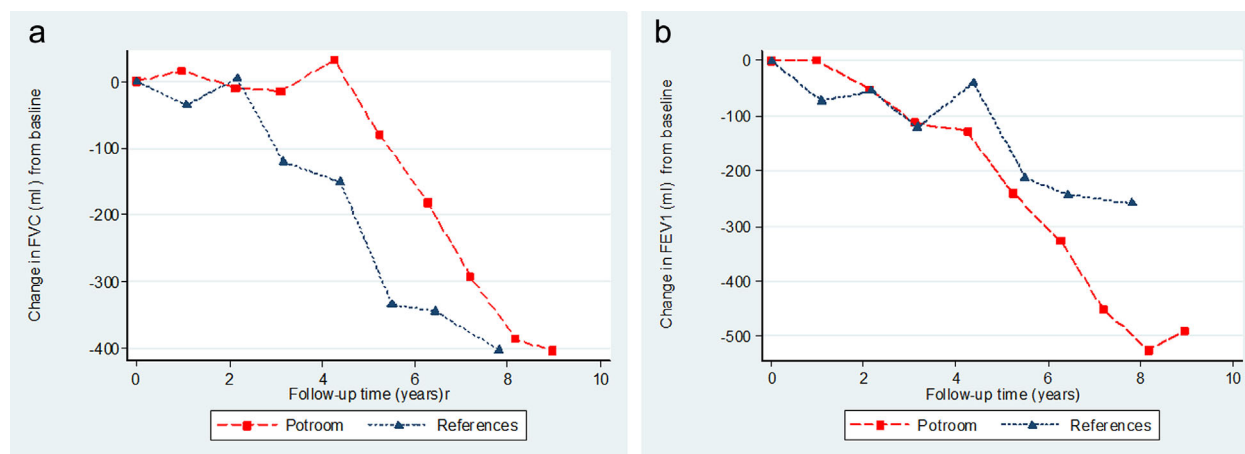 a
Change in FVC (ml ) from baseline
0
-100
-200
-300
-400
0 2 4 6 8 10
Follow-up time (years)r
Potroom References
b
Change in FEV1 (ml) from baseline
0
-100
-200
-300
-400
-500
0 2 4 6 8 10
Follow-up time (years)
Potroom References